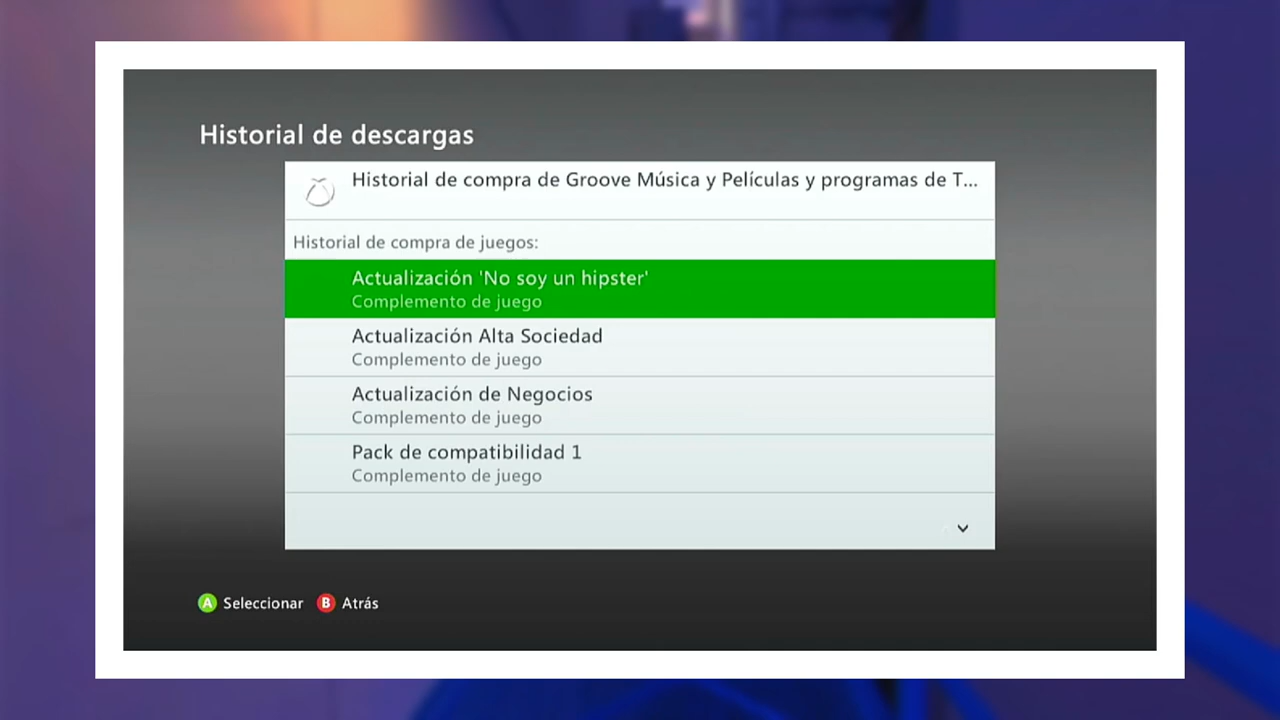 Historial de descargas
Historial de compra de Groove Música y Películas y programas de T...
Historial de compra de juegos:
Actualización 'No soy un hipster'
Complemento de juego
Actualización Alta Sociedad
Complemento de juego
Actualización de Negocios
Complemento de juego
Pack de compatibilidad 1
Complemento de juego
A Seleccionar B Atrás